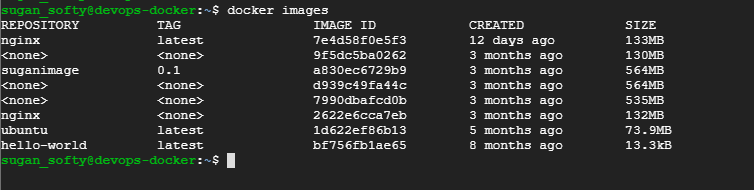 sugan_softy@devops-docker:~$ docker images
REPOSITORY TAG IMAGE ID CREATED SIZE
nginx latest 7e4d58f0e5f3 12 days ago 133MB
<none> <none> 9f5dc5ba0262 3 months ago 130MB
suganimage 0.1 a830ec6729b9 3 months ago 564MB
<none> <none> d939c49fa44c 3 months ago 564MB
<none> <none> 7990dbafcd0b 3 months ago 535MB
nginx <none> 2622e6cca7eb 3 months ago 132MB
ubuntu latest 1d622ef86b13 5 months ago 73.9MB
hello-world latest bf756fb1ae65 8 months ago 13.3kB
sugan_softy@devops-docker:~$